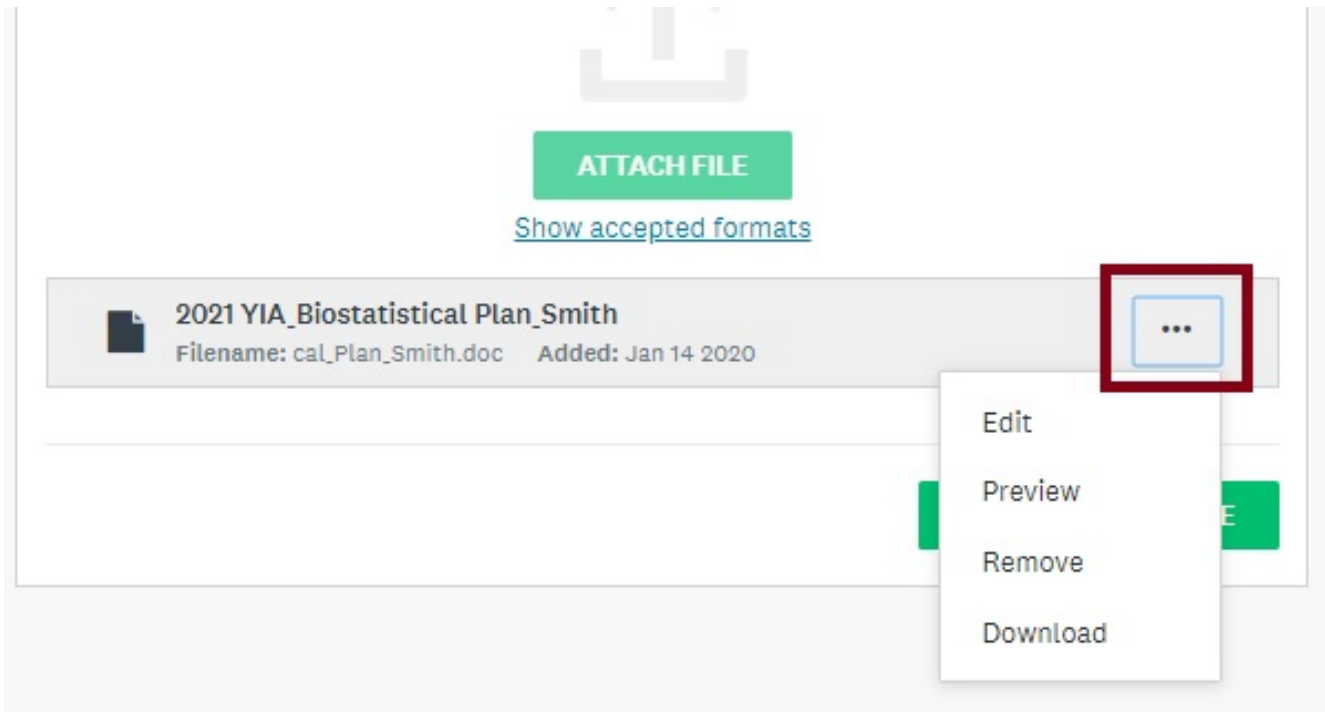 ATTACH FILE
Show accepted formats
2021 YIA_Biostatistical Plan_Smith
Filename: cal_Plan_Smith.doc Added: Jan 14 2020
•••
Edit
Preview
E
Remove
Download